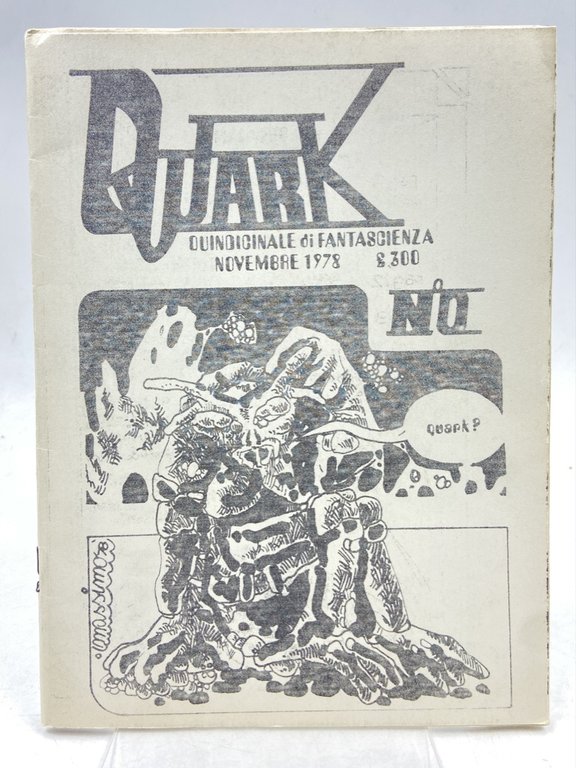 QUARK
QUINDICINALE di FANTASCIENZA
NOVEMBRE 1978 £.300
N°0
quark?